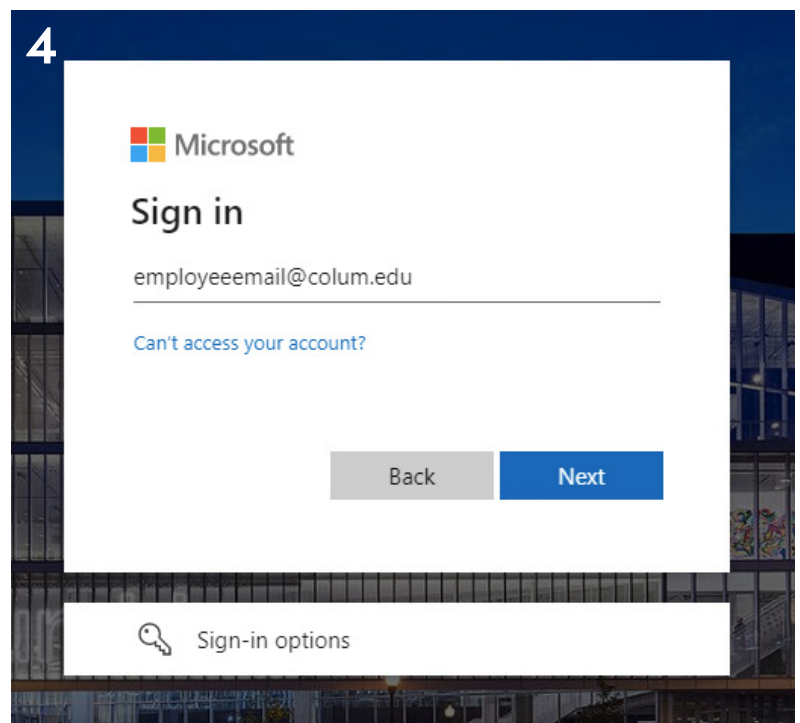 4
Microsoft
Sign in
employeeemail@colum.edu
Can't access your account?
Back
Next
Sign-in options